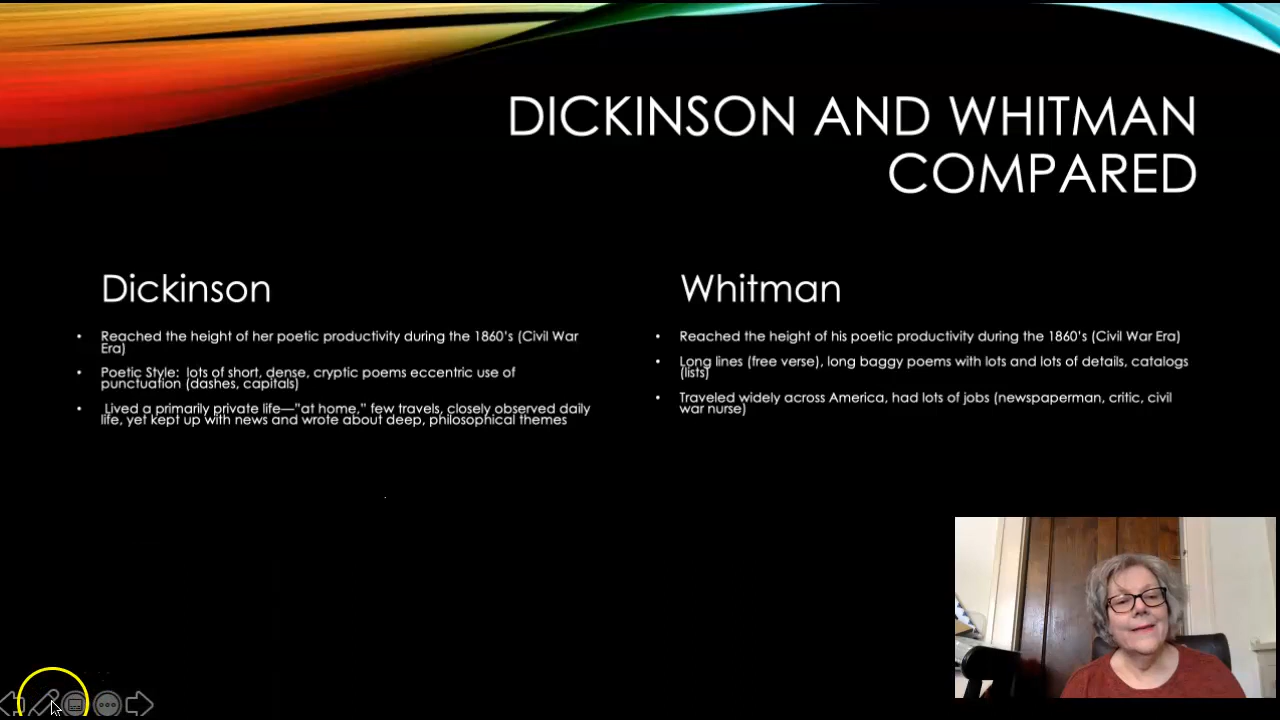 DICKINSON AND WHITMAN
COMPARED
Dickinson
• Reached the height of her poetic productivity during the 1860's (Civil War
Era)
• Poetic Style:  lots of short, dense, cryptic poems eccentric use of
punctuation (dashes, capitals)
• Lived a primarily private life—"at home," few travels, closely observed daily
life, yet kept up with news and wrote about deep, philosophical themes
Whitman
• Reached the height of his poetic productivity during the 1860's (Civil War Era)
• Long lines (free verse), long baggy poems with lots and lots of details, catalogs
(lists)
• Traveled widely across America, had lots of jobs (newspaperman, critic, civil
war nurse)